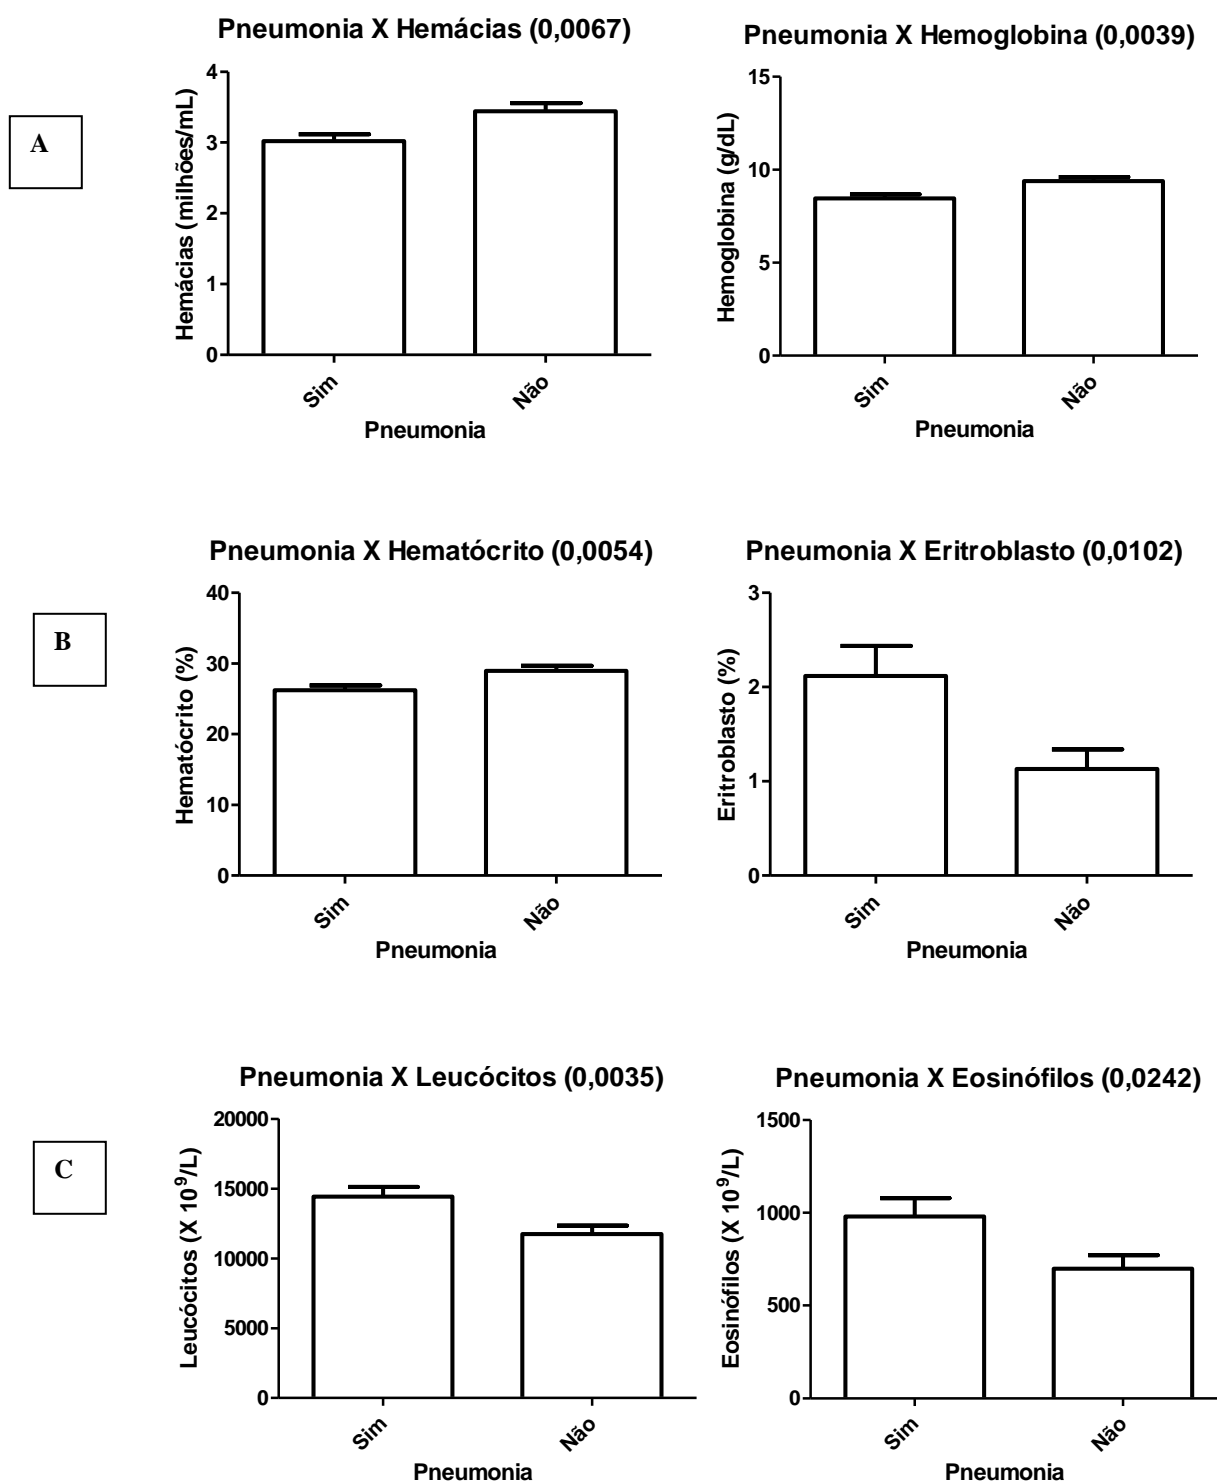 Pneumonia X Hemácias (0,0067)
A
Hemácias (milhões/mL)
4
3
2
1
0
Sim
Não
Pneumonia
Pneumonia X Hemoglobina (0,0039)
Hemoglobina (g/dL)
15
10
5
0
Sim
Não
Pneumonia
B
Pneumonia X Hematócrito (0,0054)
Hematócrito (%)
40
30
20
10
0
Sim
Não
Pneumonia
Pneumonia X Eritroblasto (0,0102)
Eritroblasto (%)
3
2
1
0
Sim
Não
Pneumonia
C
Pneumonia X Leucócitos (0,0035)
Leucócitos (X 10⁹/L)
20000
15000
10000
5000
0
Sim
Não
Pneumonia
Pneumonia X Eosinófilos (0,0242)
Eosinófilos (X 10⁹/L)
1500
1000
500
0
Sim
Não
Pneumonia